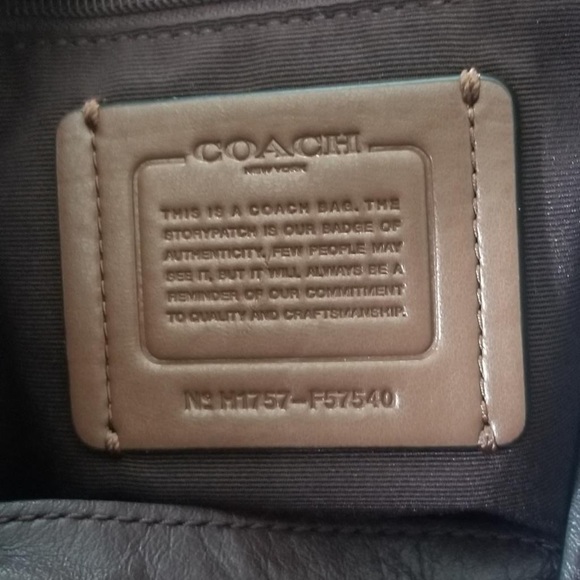 COACH
NEW YORK
THIS IS A COACH BAG. THE
STORYPATCH IS OUR BADGE OF
AUTHENTICITY. FEW PEOPLE MAY
SEE IT, BUT IT WILL ALWAYS BE A
REMINDER OF OUR COMMITMENT
TO QUALITY AND CRAFTSMANSHIP.
Nº H1757-F57540